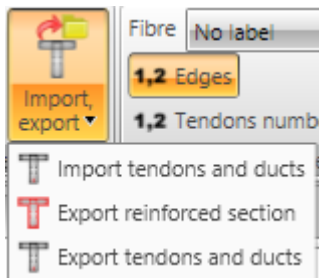 Fibre No label
1,2 Edges
Import,
export
1,2 Tendons numb
Import tendons and ducts
Export reinforced section
Export tendons and ducts